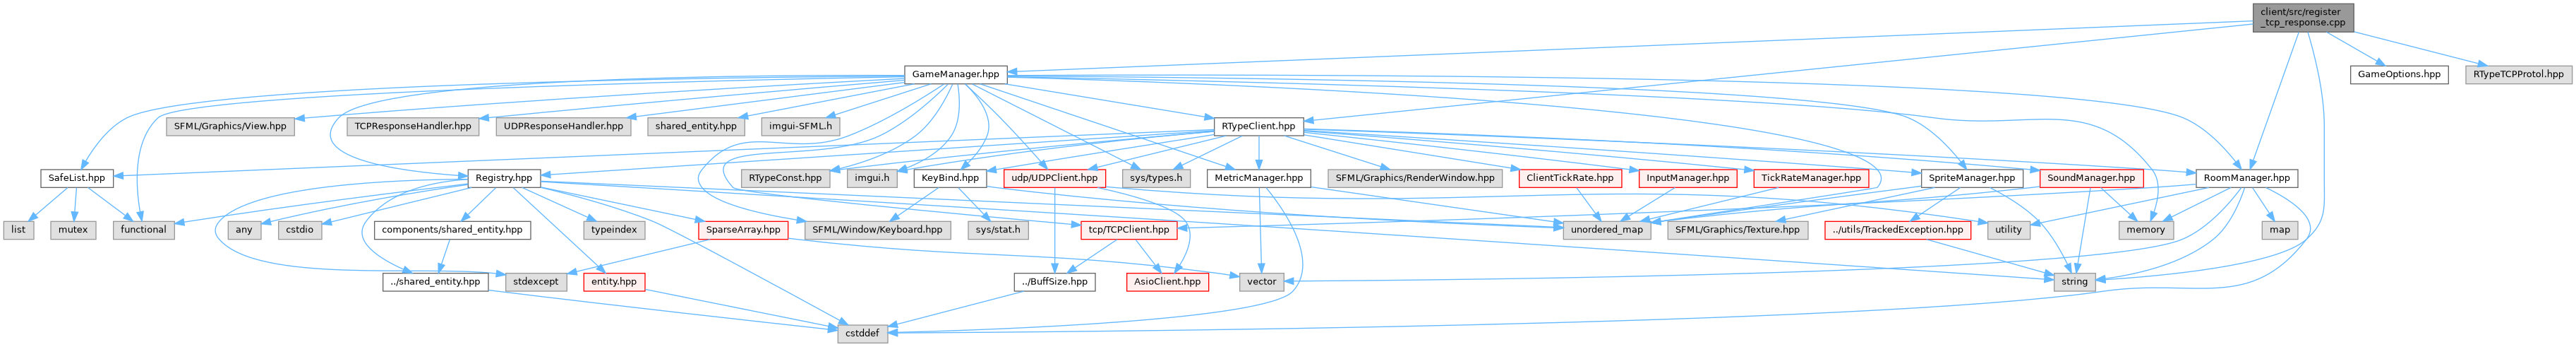 client/src/register
_tcp_response.cpp
GameManager.hpp
GameOptions.hpp
RTypeTCPProtol.hpp
SFML/Graphics/View.hpp
TCPResponseHandler.hpp
UDPResponseHandler.hpp
shared_entity.hpp
imgui-SFML.h
RTypeClient.hpp
SafeList.hpp
Registry.hpp
RTypeConst.hpp
imgui.h
KeyBind.hpp
udp/UDPClient.hpp
sys/types.h
MetricManager.hpp
SFML/Graphics/RenderWindow.hpp
ClientTickRate.hpp
InputManager.hpp
TickRateManager.hpp
SpriteManager.hpp
SoundManager.hpp
RoomManager.hpp
list
mutex
functional
any
cstdio
components/shared_entity.hpp
typeindex
SparseArray.hpp
SFML/Window/Keyboard.hpp
sys/stat.h
tcp/TCPClient.hpp
unordered_map
SFML/Graphics/Texture.hpp
../utils/TrackedException.hpp
utility
memory
map
../shared_entity.hpp
stdexcept
entity.hpp
../BuffSize.hpp
AsioClient.hpp
vector
string
cstddef